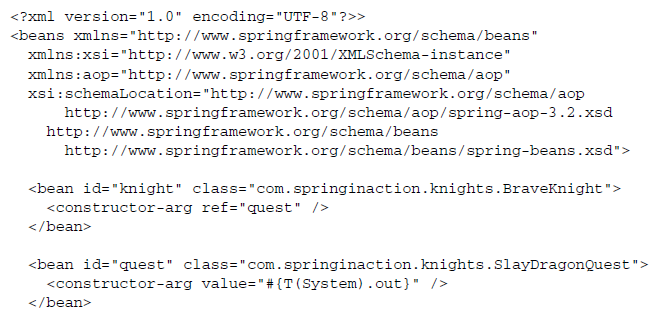 <?xml version="1.0" encoding="UTF-8"?>>
<beans xmlns="http://www.springframework.org/schema/beans"
xmlns:xsi="http://www.w3.org/2001/XMLSchema-instance"
xmlns:aop="http://www.springframework.org/schema/aop"
xsi:schemaLocation="http://www.springframework.org/schema/aop
http://www.springframework.org/schema/aop/spring-aop-3.2.xsd
http://www.springframework.org/schema/beans
http://www.springframework.org/schema/beans/spring-beans.xsd">
<bean id="knight" class="com.springinaction.knights.BraveKnight">
<constructor-arg ref="quest" />
</bean>
<bean id="quest" class="com.springinaction.knights.SlayDragonQuest">
<constructor-arg value="#{T(System).out}" />
</bean>